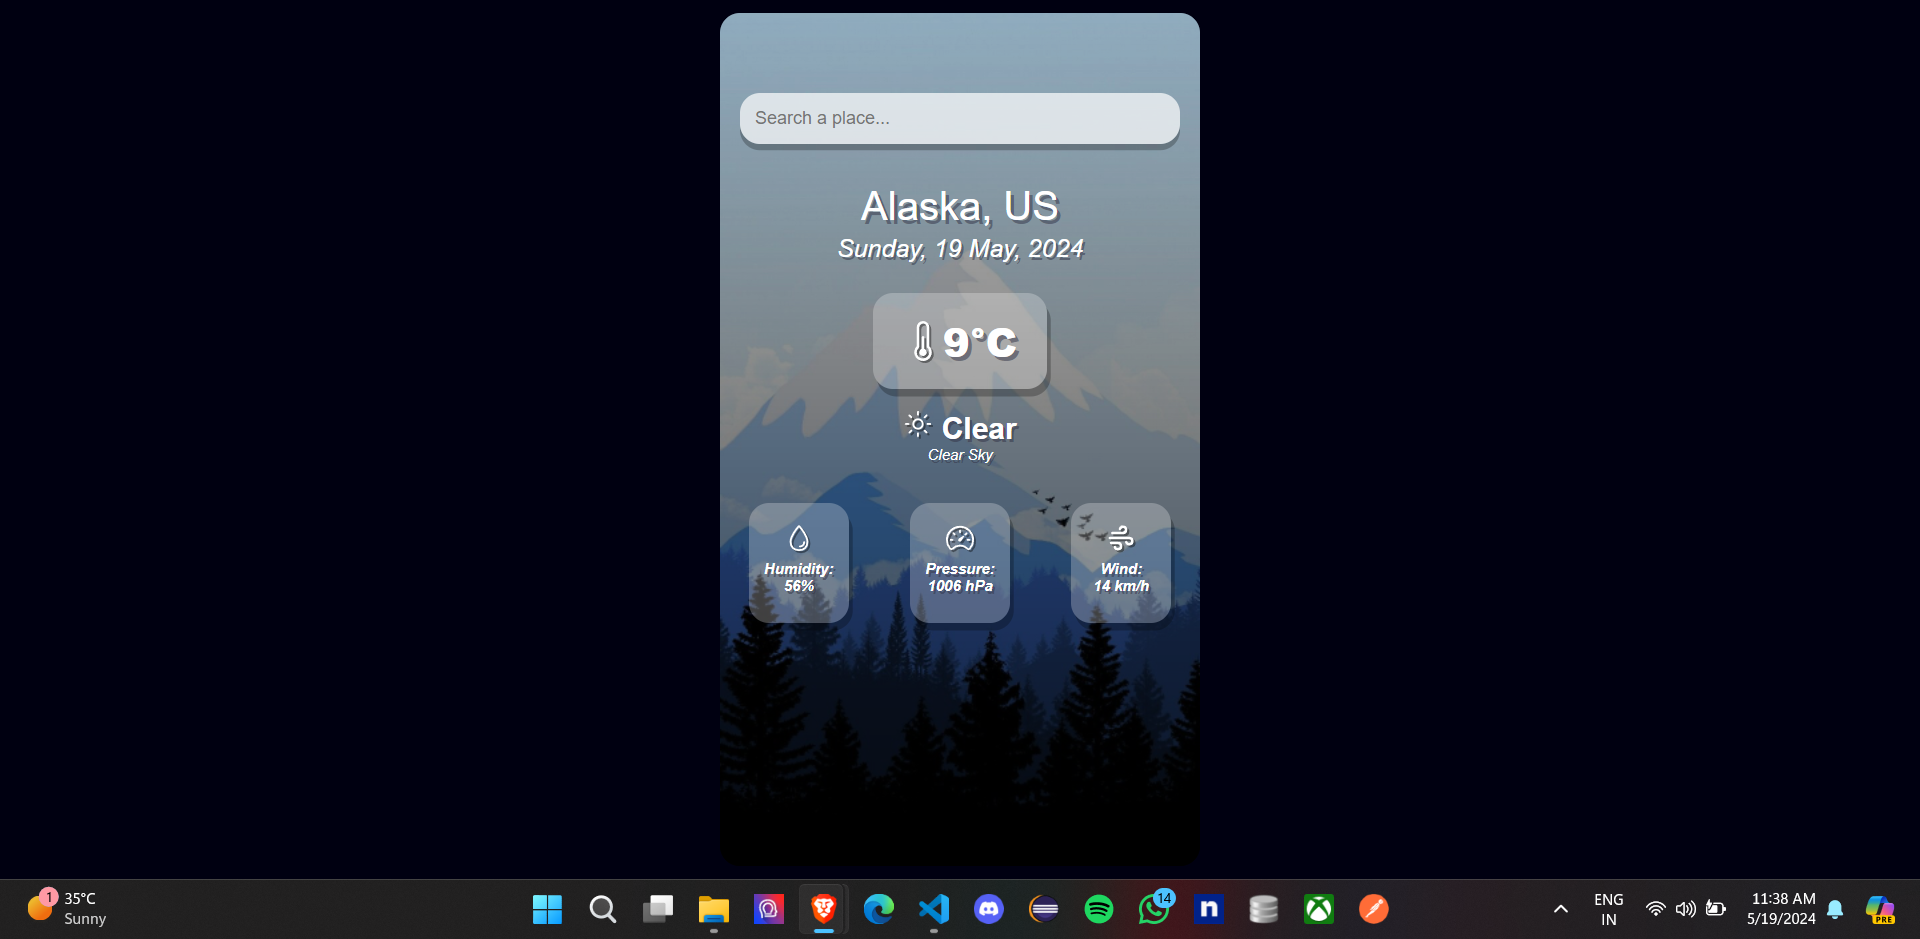 Search a place...
Alaska, US
Sunday, 19 May, 2024
9°C
Clear
Clear Sky
Humidity:
56%
Pressure:
1006 hPa
Wind:
14 km/h
1
35°C
Sunny
14
n
ENG
IN
11:38 AM
5/19/2024
PRE